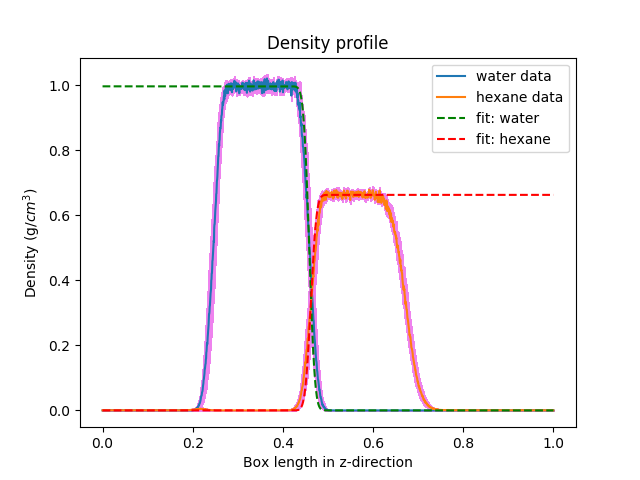 Density profile
water data
hexane data
fit: water
fit: hexane
Density (g/cm³)
1.0
0.8
0.6
0.4
0.2
0.0
0.0 0.2 0.4 0.6 0.8 1.0
Box length in z-direction